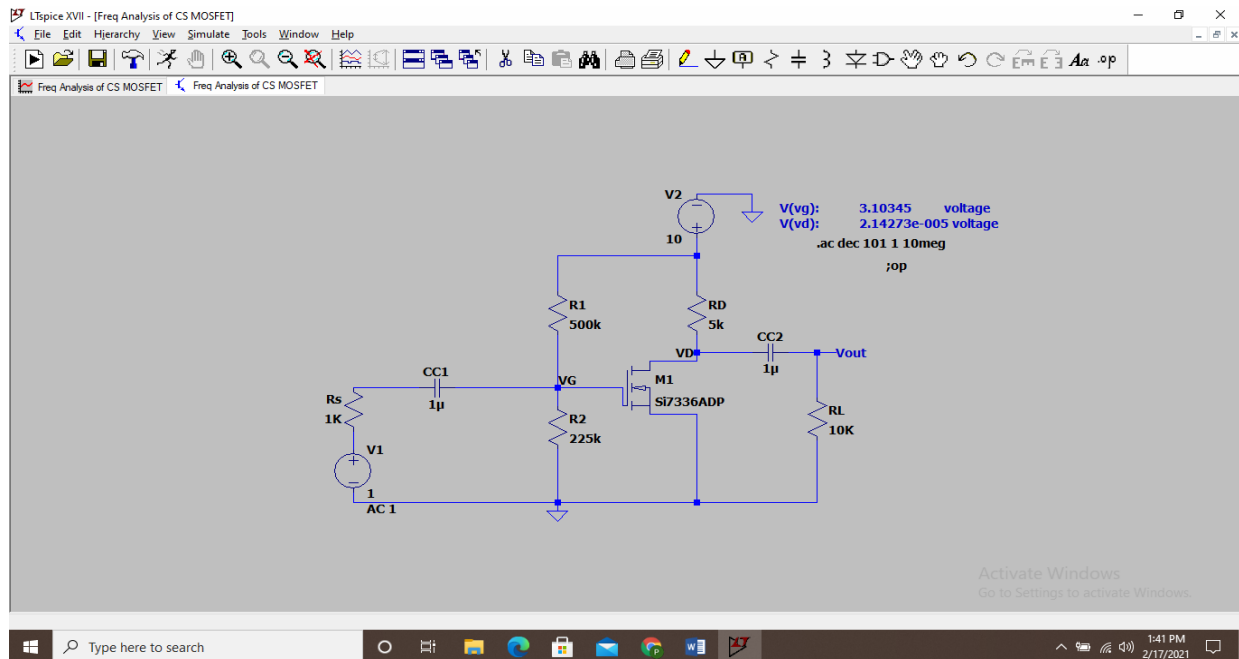 LTspice XVII - [Freq Analysis of CS MOSFET]
File Edit Hierarchy View Simulate Tools Window Help
Aa .op
Freq Analysis of CS MOSFET Freq Analysis of CS MOSFET
V2
10
V(vg): 3.10345 voltage
V(vd): 2.14273e-005 voltage
.ac dec 101 1 10meg
;op
R1
500k
RD
5k
CC2
1µ
VD
Vout
CC1
1µ
VG
M1
Si7336ADP
Rs
1K
R2
225k
RL
10K
V1
1
AC 1
Activate Windows
Go to Settings to activate Windows.
Type here to search
1:41 PM
2/17/2021